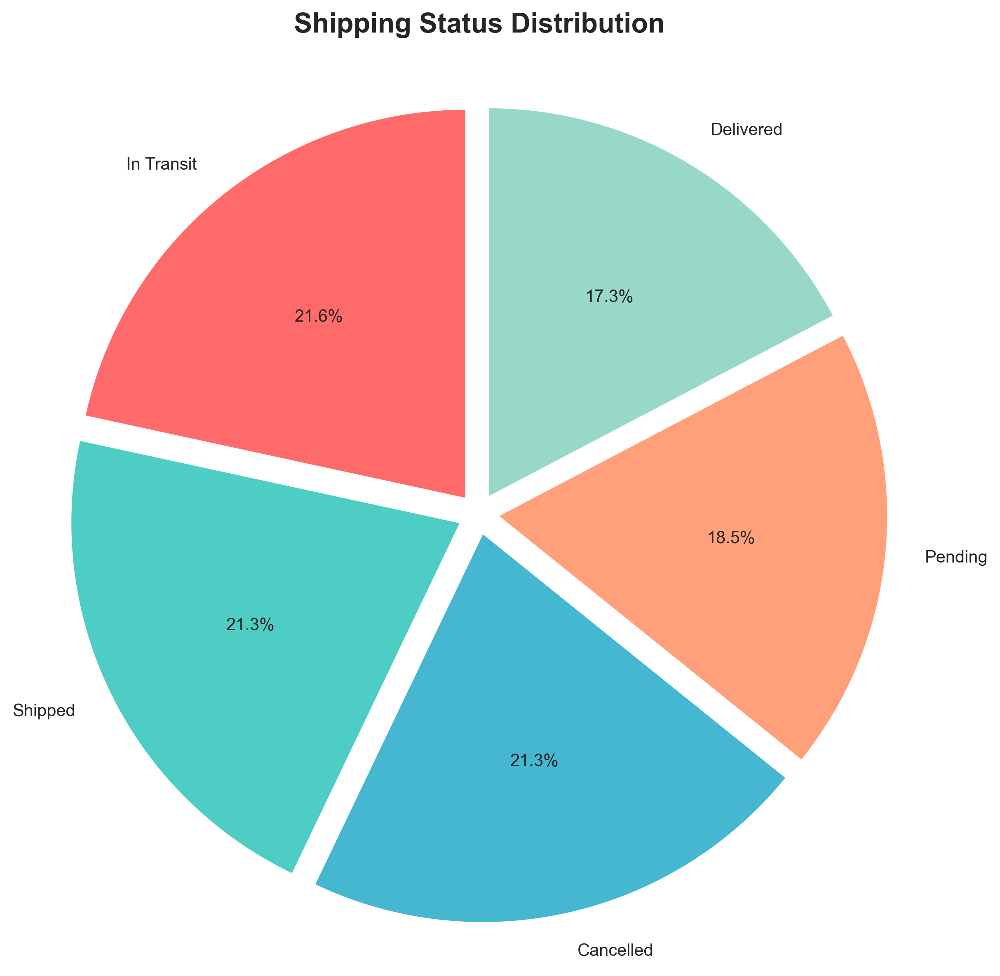 Shipping Status Distribution
Delivered
In Transit
17.3%
21.6%
18.5%
Pending
21.3%
Shipped
21.3%
Cancelled